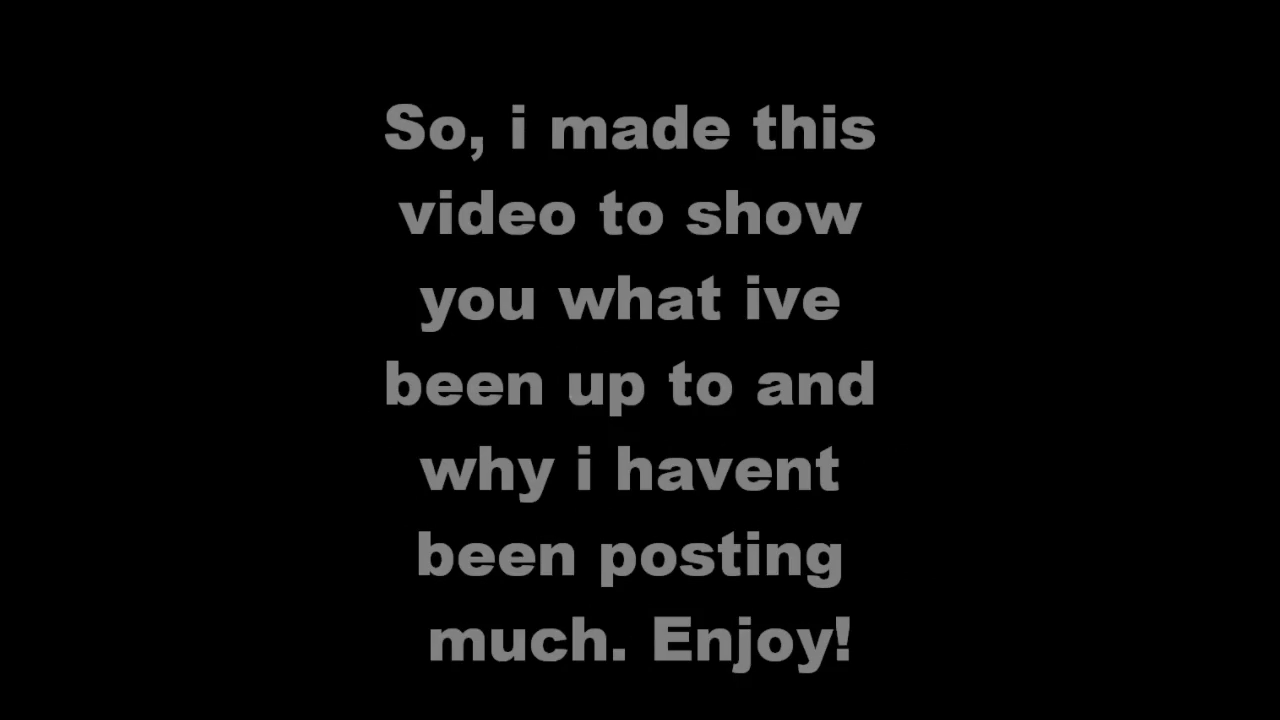 So, i made this
video to show
you what ive
been up to and
why i havent
been posting
much. Enjoy!